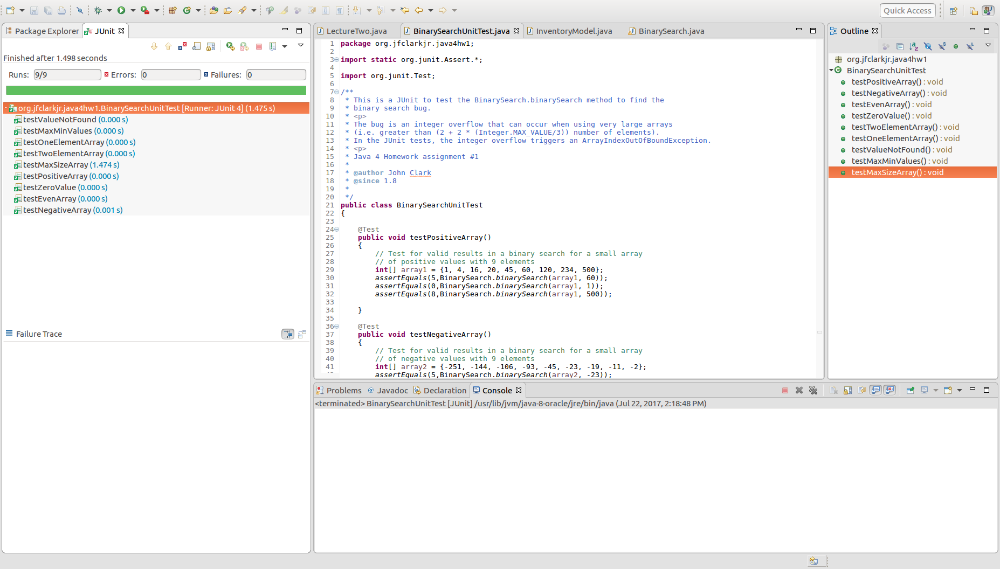 Quick Access
Package Explorer
JUnit
Finished after 1.498 seconds
Runs: 9/9 Errors: 0 Failures: 0
org.jfclarkjr.java4hw1.BinarySearchUnitTest [Runner: JUnit 4] (1.475 s)
testValueNotFound (0.000 s)
testMaxMinValues (0.000 s)
testOneElementArray (0.000 s)
testTwoElementArray (0.000 s)
testMaxSizeArray (1.474 s)
testPositiveArray (0.000 s)
testZeroValue (0.000 s)
testEvenArray (0.000 s)
testNegativeArray (0.001 s)
Failure Trace
LectureTwo.java
BinarySearchUnitTest.java
InventoryModel.java
BinarySearch.java
1 package org.jfclarkjr.java4hw1;
2
3 import static org.junit.Assert.*;
4
5 import org.junit.Test;
6
7 /**
8 * This is a JUnit to test the BinarySearch.binarySearch method to find the
9 * binary search bug.
10 * <p>
11 * The bug is an integer overflow that can occur when using very large arrays
12 * (i.e. greater than (2 + 2 * (Integer.MAX_VALUE/3)) number of elements).
13 * In the JUnit tests, the integer overflow triggers an ArrayIndexOutOfBoundException.
14 * <p>
15 * Java 4 Homework assignment #1
16 *
17 * @author John Clark
18 * @since 1.8
19 *
20 */
21 public class BinarySearchUnitTest
22 {
23
24 @Test
25 public void testPositiveArray()
26 {
27 // Test for valid results in a binary search for a small array
28 // of positive values with 9 elements
29 int[] array1 = {1, 4, 16, 20, 45, 60, 120, 234, 500};
30 assertEquals(5,BinarySearch.binarySearch(array1, 60));
31 assertEquals(0,BinarySearch.binarySearch(array1, 1));
32 assertEquals(8,BinarySearch.binarySearch(array1, 500));
33
34 }
35
36 @Test
37 public void testNegativeArray()
38 {
39 // Test for valid results in a binary search for a small array
40 // of negative values with 9 elements
41 int[] array2 = {-251, -144, -106, -93, -45, -23, -19, -11, -2};
assertEquals(5,BinarySearch.binarySearch(array2, -23));
Outline
org.jfclarkjr.java4hw1
BinarySearchUnitTest
testPositiveArray() : void
testNegativeArray() : void
testEvenArray() : void
testZeroValue() : void
testTwoElementArray() : void
testOneElementArray() : void
testValueNotFound() : void
testMaxMinValues() : void
testMaxSizeArray() : void
Problems
@ Javadoc
Declaration
Console
<terminated> BinarySearchUnitTest [JUnit] /usr/lib/jvm/java-8-oracle/jre/bin/java (Jul 22, 2017, 2:18:48 PM)